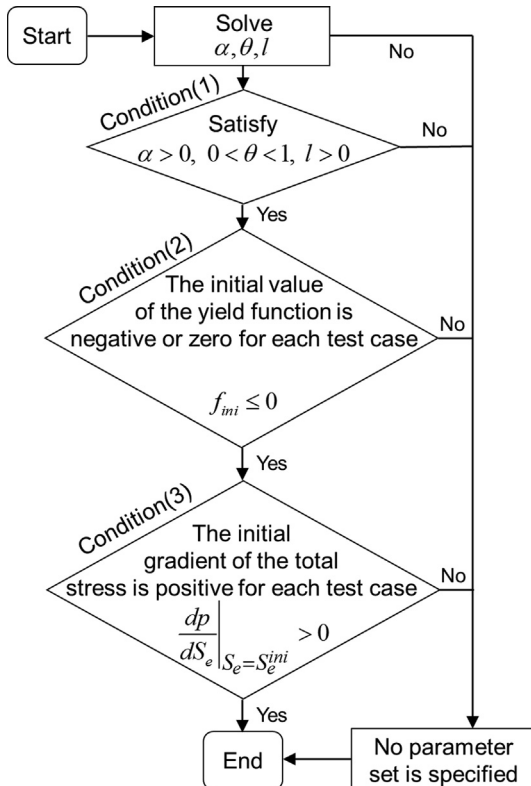 Start
Solve
α, θ, l
No
Condition(1)
Satisfy
α > 0, 0 < θ < 1, l > 0
No
Yes
Condition(2)
The initial value
of the yield function is
negative or zero for each test case
No
f_{ini} ≤ 0
Yes
Condition(3)
The initial
gradient of the total
stress is positive for each test case
No
\frac{dp}{dS_e}|_{S_e=S_e^{ini}} > 0
Yes
End
No parameter
set is specified